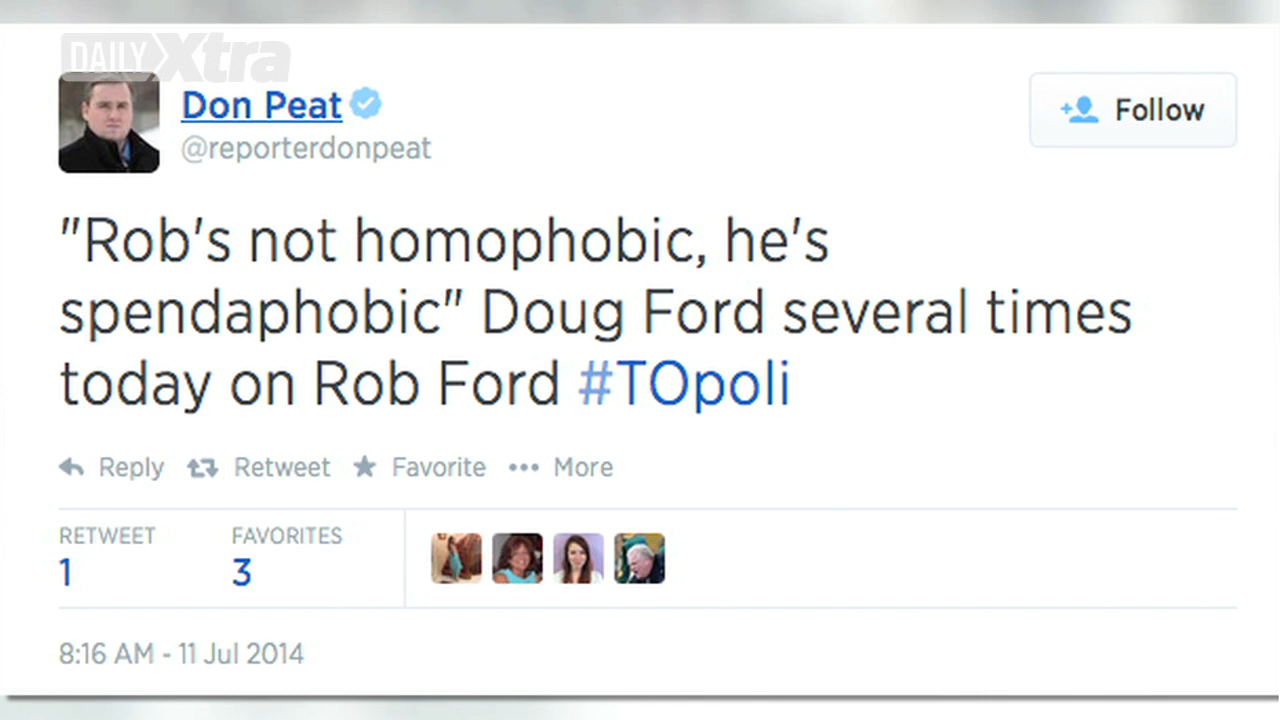 DAILY Xtra
Don Peat
@reporterdonpeat
Follow
"Rob's not homophobic, he's
spendaphobic" Doug Ford several times
today on Rob Ford #TOpoli
Reply Retweet Favorite More
RETWEET FAVORITES
1 3
8:16 AM - 11 Jul 2014